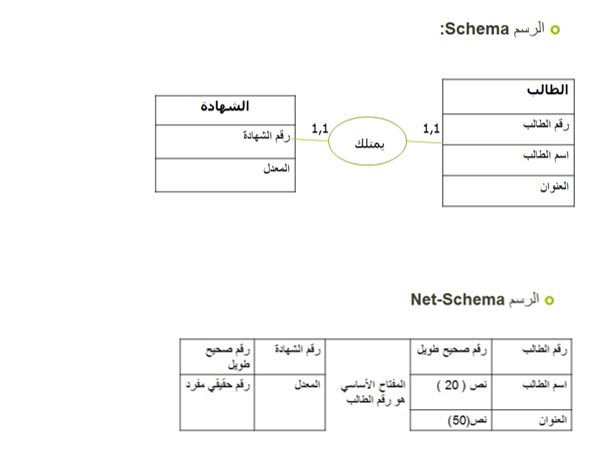 الرسم Schema:
الطالب
رقم الطالب
اسم الطالب
العنوان
1,1
يمتلك
1,1
الشهادة
رقم الشهادة
المعدل
الرسم Net-Schema
رقم الطالب
رقم صحيح طويل
المفتاح الأساسي
هو رقم الطالب
رقم الشهادة
رقم صحيح
طويل
اسم الطالب
نص ( 20 )
المعدل
رقم حقيقي مفرد
العنوان
نص(50)